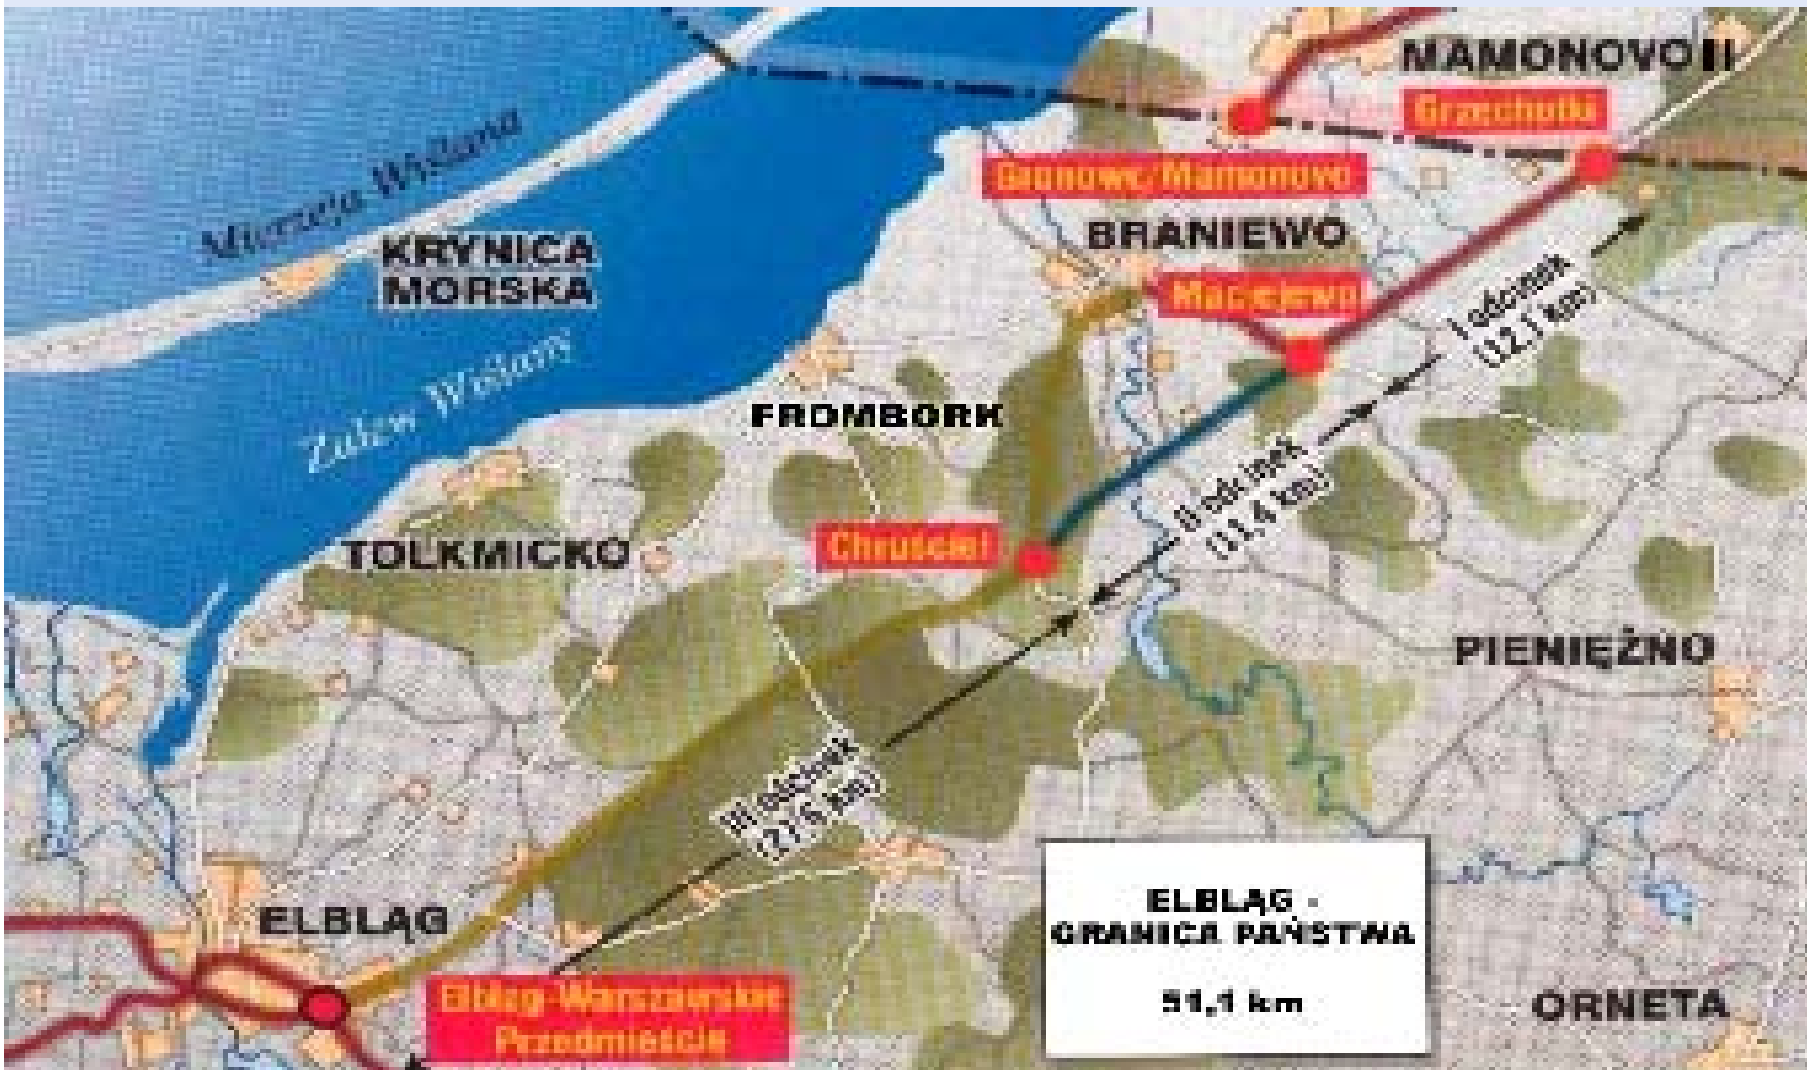 MAMONOVO II
Grzechotki
Mierzeja Wiślana
Gronowo/Mamonovo
BRANIEWO
KRYNICA
MORSKA
Maciejewo
I odcinek
(12,1 km)
Zalew Wiślany
FROMBORK
II odcinek
(11,4 km)
TOLKMICKO
Chruściel
PIENIĘŻNO
III odcinek
(27,6 km)
ELBLĄG -
GRANICA PAŃSTWA
51,1 km
ELBLĄG
Elbląg-Warszawskie
Przedmieście
ORNETA